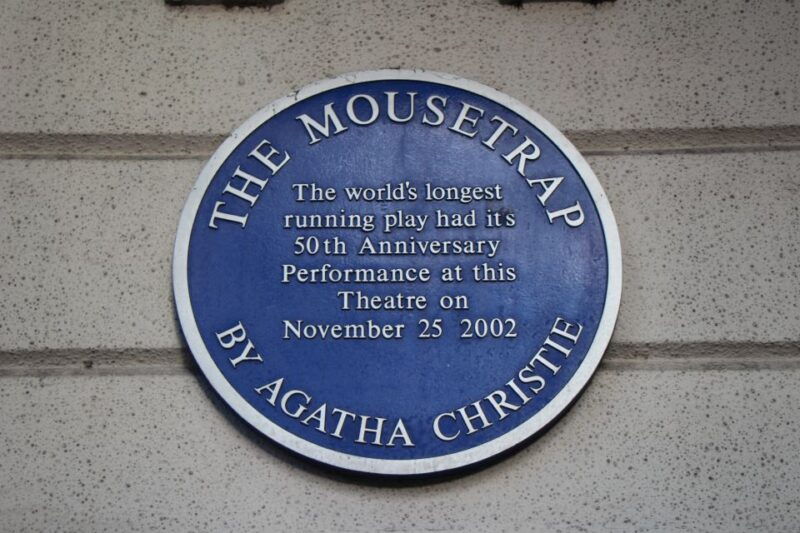 THE MOUSETRAP
The world's longest
running play had its
50th Anniversary
Performance at this
Theatre on
November 25 2002
BY AGATHA CHRISTIE